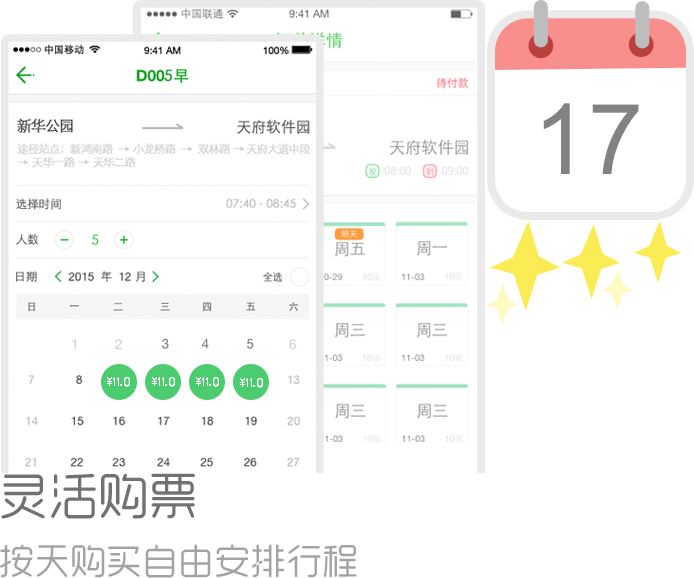 中国移动 9:41 AM 100%
D005早
新华公园 天府软件园
途径站点：新鸿南路 → 小龙桥路 → 双林路 → 天府大道中段
→ 天华一路 → 天华二路
选择时间 07:40 - 08:45
人数 5
日期 2015 年 12 月 全选
日 一 二 三 四 五 六
1 2 3 4 5 6
7 8 ¥11.0 ¥11.0 ¥11.0 ¥11.0 13
14 15 16 17 18 19 20
21 22 23 24 25 26 27
中国联通 9:41 AM
待付款
天府软件园
发 08:00 到 09:00
明天
周五 周一
0-29 10张 11-03 10张
周三 周三
1-03 10张 11-03 10张
周三 周三
1-03 10张 11-03 10张
17
灵活购票
按天购买自由安排行程